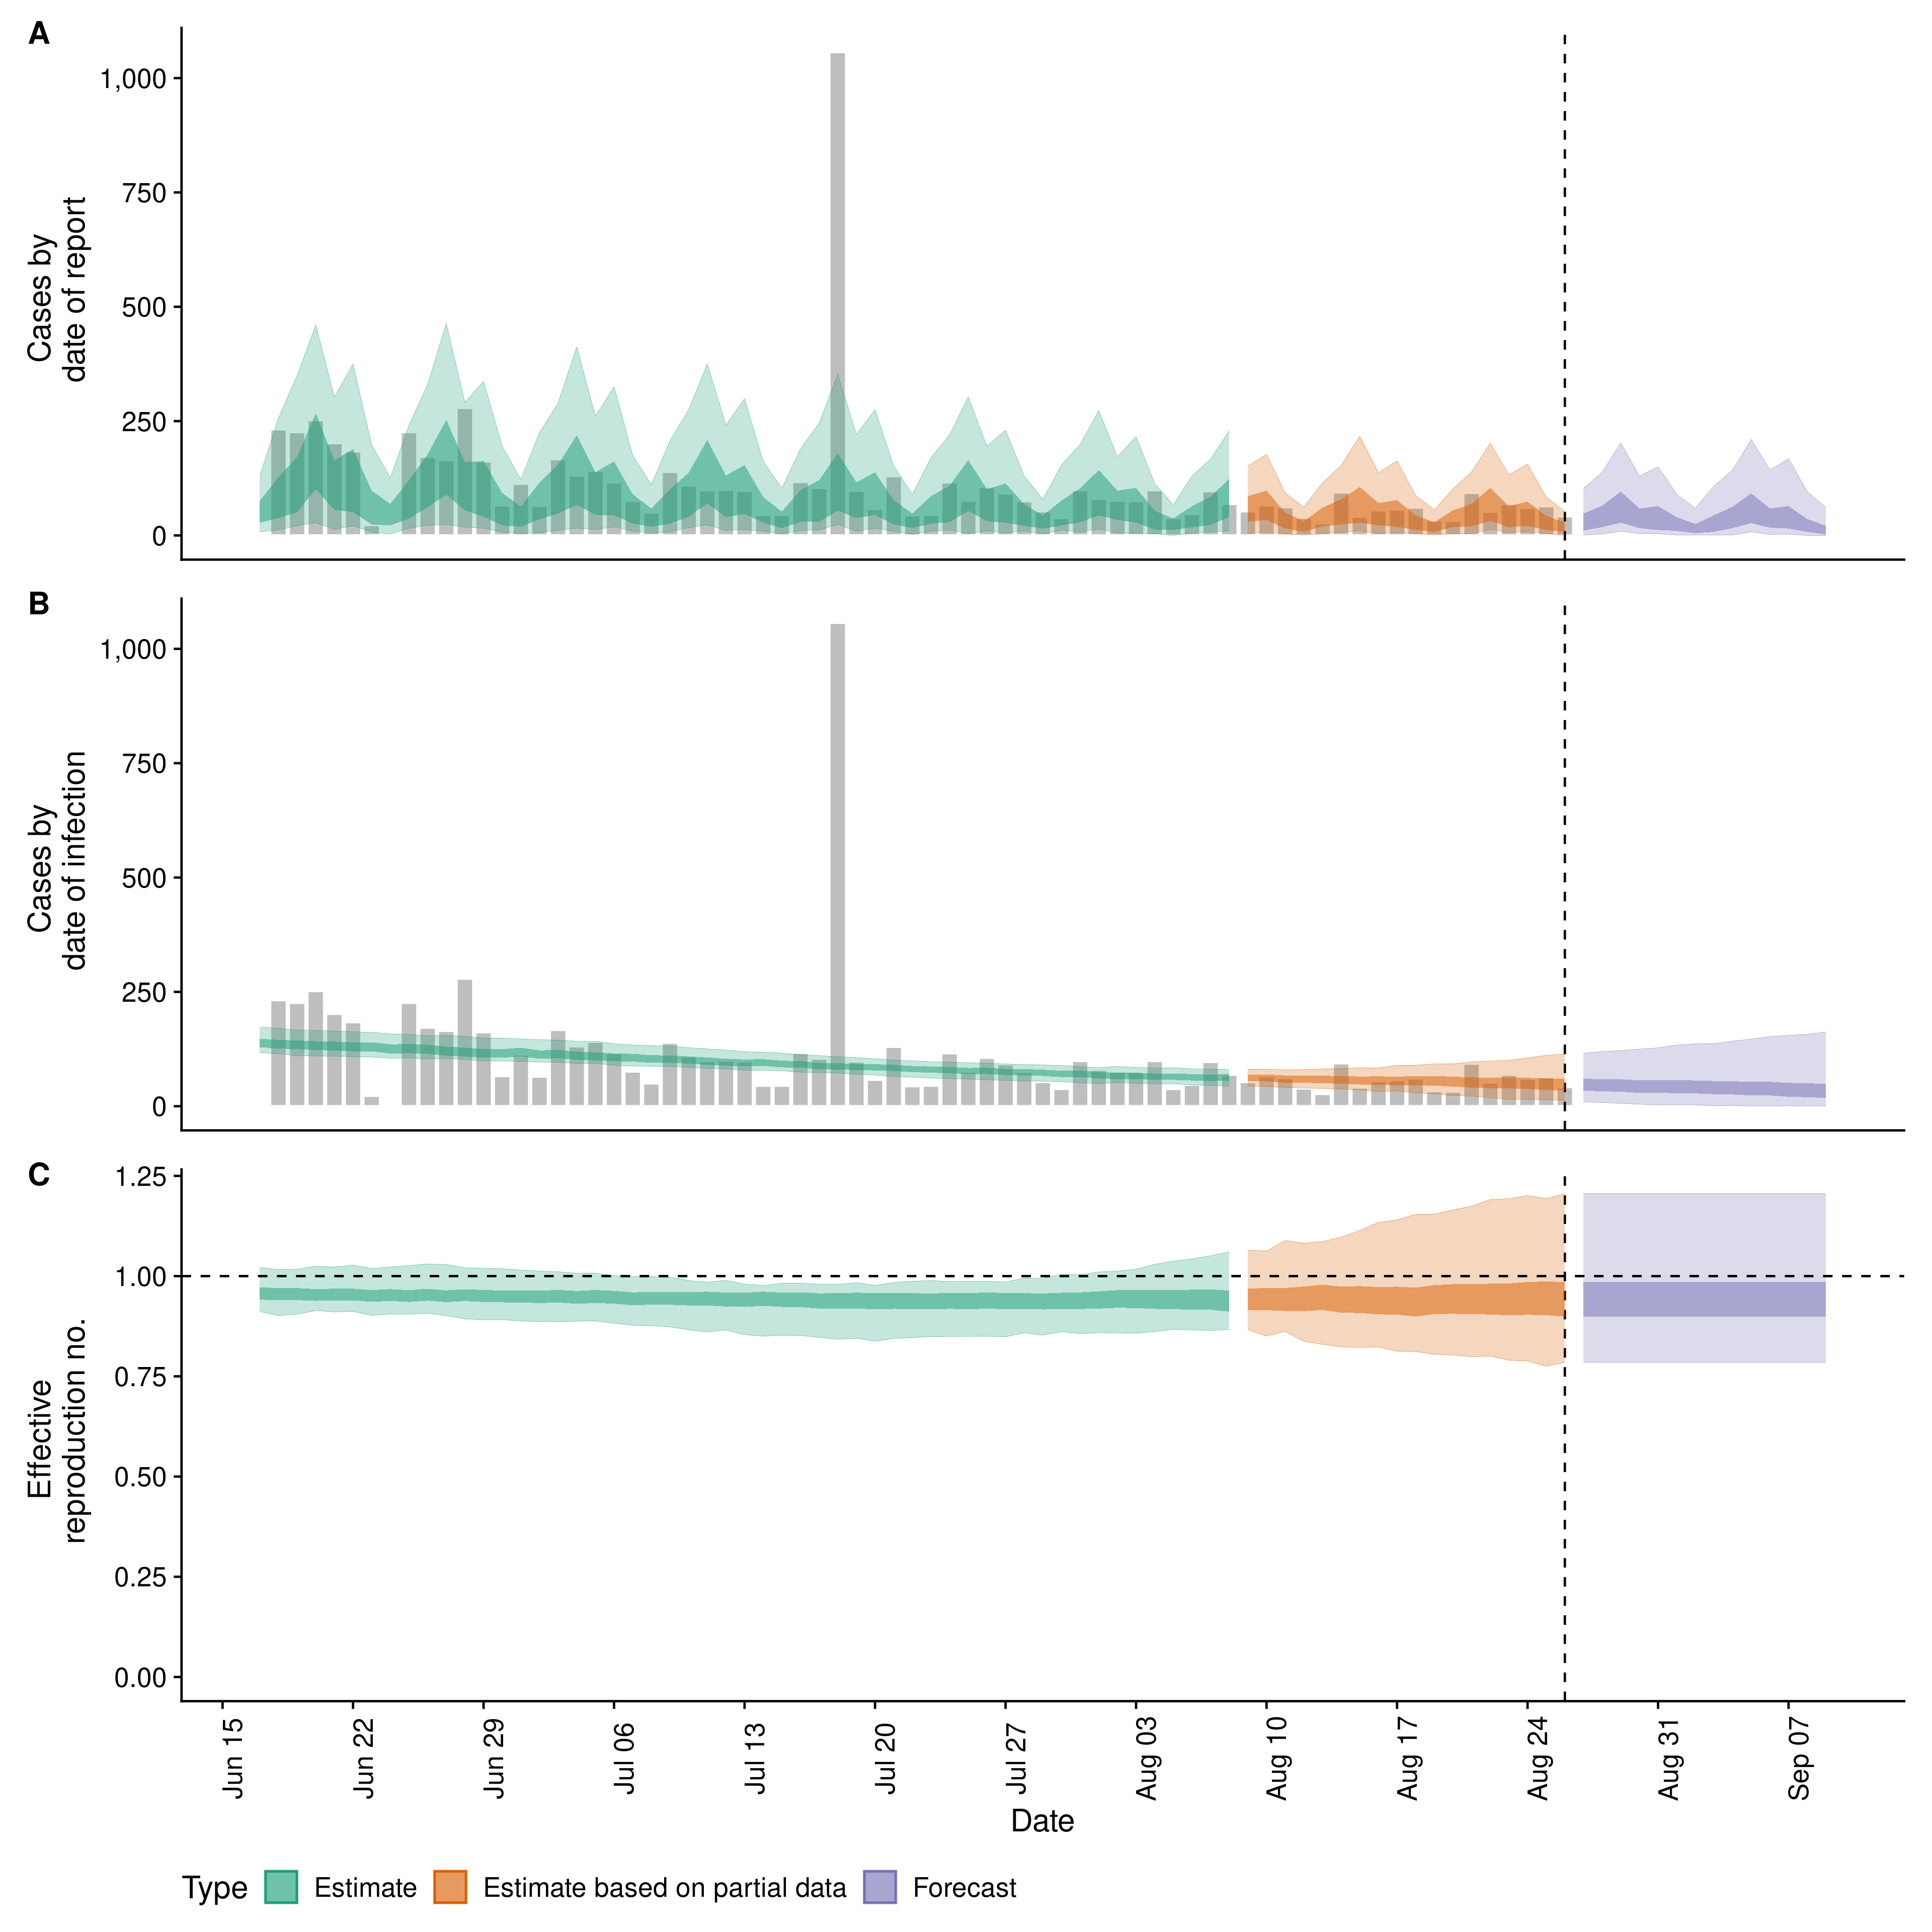 A
1,000
750
500
250
0
Cases by
date of report
B
1,000
750
500
250
0
Cases by
date of infection
C
1.25
1.00
0.75
0.50
0.25
0.00
Effective
reproduction no.
Jun 15
Jun 22
Jun 29
Jul 06
Jul 13
Jul 20
Jul 27
Aug 03
Aug 10
Aug 17
Aug 24
Aug 31
Sep 07
Date
Type Estimate Estimate based on partial data Forecast